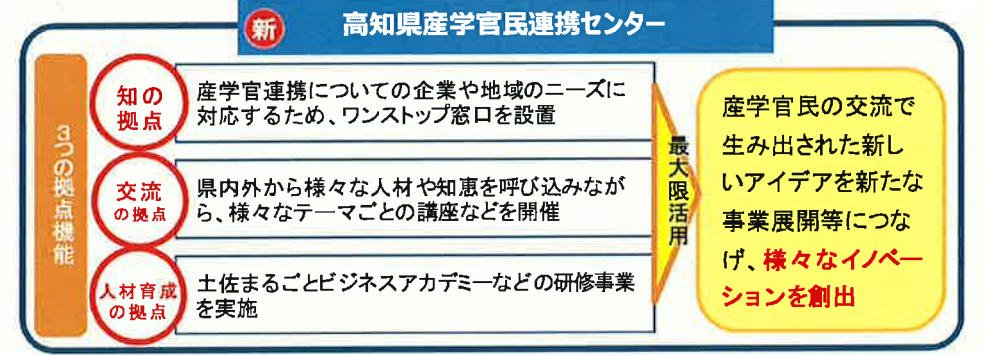 新
高知県産学官民連携センター
3つの拠点機能
知の
拠点
産学官連携についての企業や地域のニーズに
対応するため、ワンストップ窓口を設置
交流
の拠点
県内外から様々な人材や知恵を呼び込みなが
ら、様々なテーマごとの講座などを開催
人材育成
の拠点
土佐まるごとビジネスアカデミーなどの研修事業
を実施
最大限活用
産学官民の交流で
生み出された新し
いアイデアを新たな
事業展開等につな
げ、様々なイノベー
ションを創出